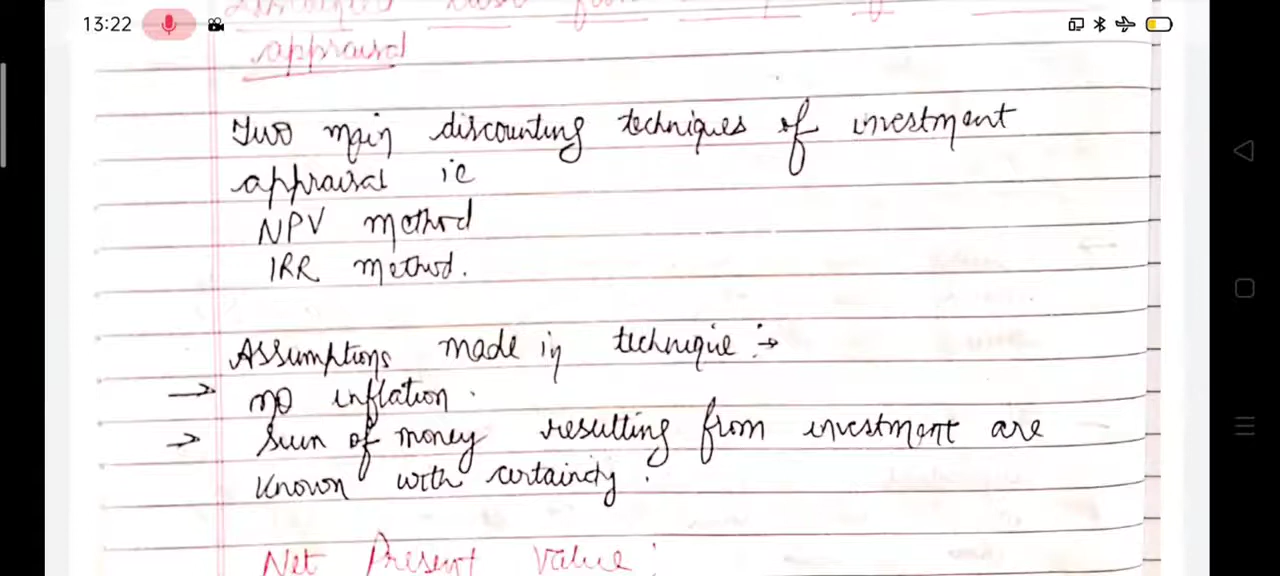 13:22
appraisal
Two main discounting techniques of investment
appraisal ie
NPV method
IRR method.
Assumptions made in technique :→
→ no inflation.
→ Sum of money resulting from investment are
known with certainty.
Net Present Value: